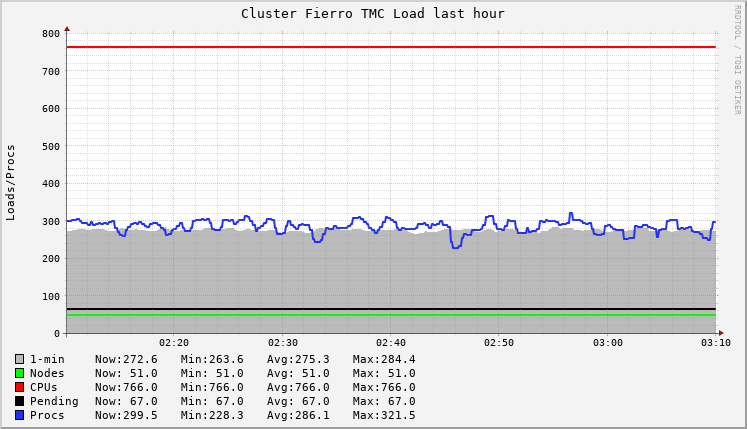 Cluster Fierro TMC Load last hour
RRDTOOL / TOBI OETIKER
Loads/Procs
800
700
600
500
400
300
200
100
0
02:20 02:30 02:40 02:50 03:00 03:10
1-min Now:272.6 Min:263.6 Avg:275.3 Max:284.4
Nodes Now: 51.0 Min: 51.0 Avg: 51.0 Max: 51.0
CPUs Now:766.0 Min:766.0 Avg:766.0 Max:766.0
Pending Now: 67.0 Min: 67.0 Avg: 67.0 Max: 67.0
Procs Now:299.5 Min:228.3 Avg:286.1 Max:321.5